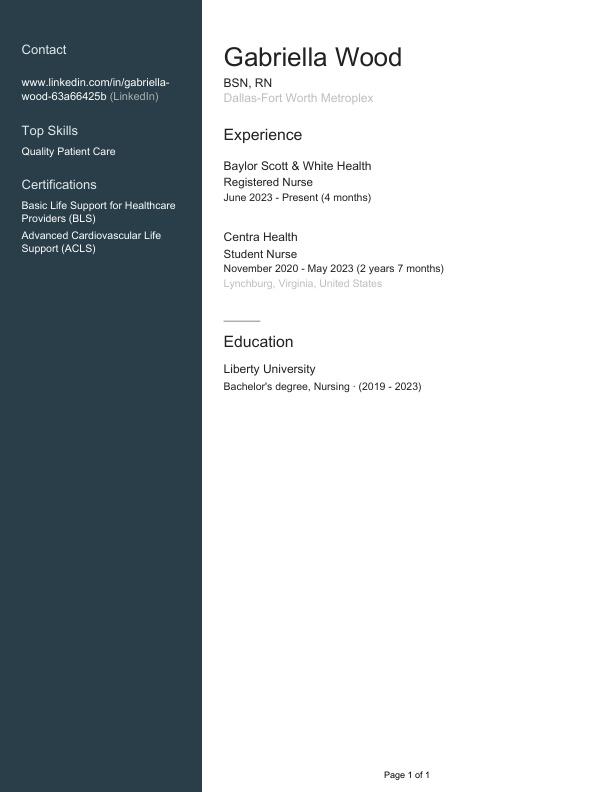 Contact
www.linkedin.com/in/gabriella-
wood-63a66425b (LinkedIn)
Top Skills
Quality Patient Care
Certifications
Basic Life Support for Healthcare
Providers (BLS)
Advanced Cardiovascular Life
Support (ACLS)
Gabriella Wood
BSN, RN
Dallas-Fort Worth Metroplex
Experience
Baylor Scott & White Health
Registered Nurse
June 2023 - Present (4 months)
Centra Health
Student Nurse
November 2020 - May 2023 (2 years 7 months)
Lynchburg, Virginia, United States
Education
Liberty University
Bachelor's degree, Nursing · (2019 - 2023)
Page 1 of 1